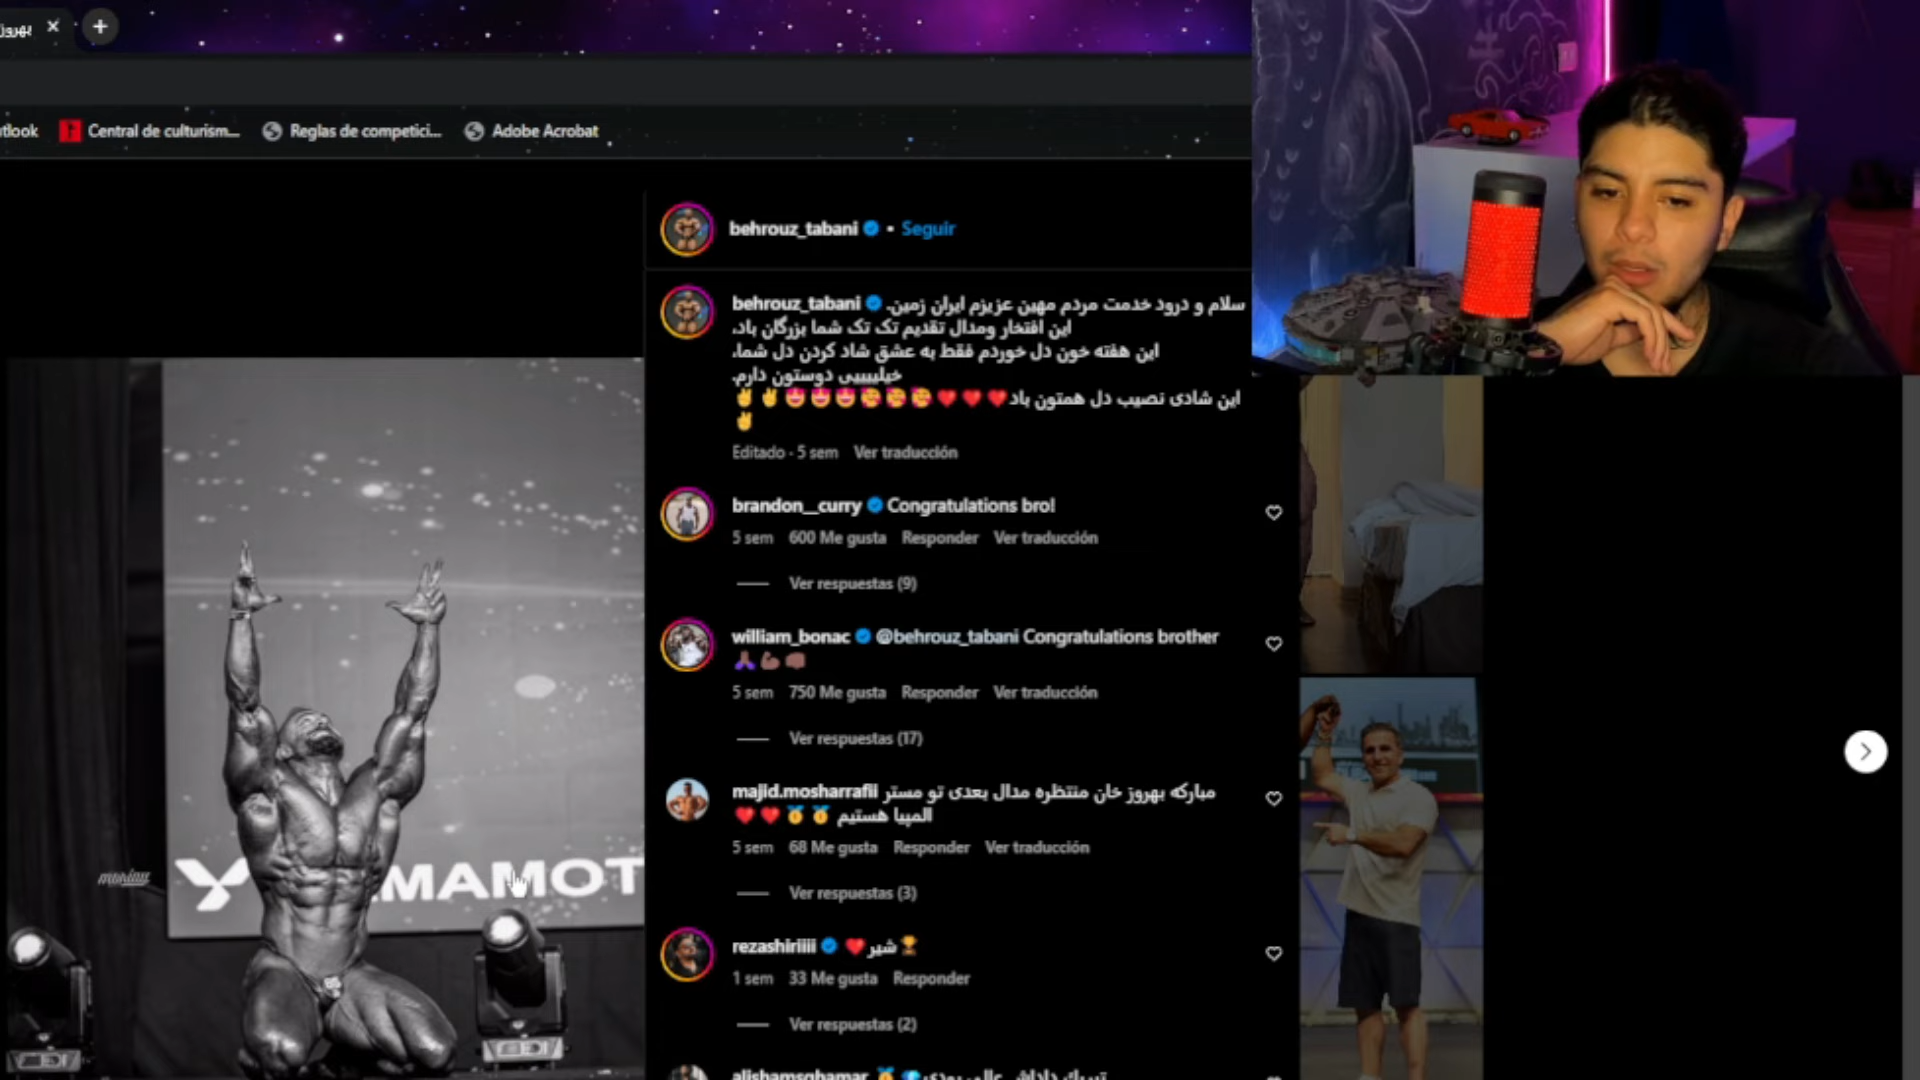 بهروز
utlook
Central de culturism...
Reglas de competici...
Adobe Acrobat
behrouz_tabani • Seguir
behrouz_tabani سلام و درود خدمت مردم مهین عزیزم ایران زمین.
این افتخار ومدال تقدیم تک تک شما بزرگان باد،
این هفته خون دل خوردم فقط به عشق شاد کردن دل شما،
خیلیییییی دوستون دارم.
این شادی نصیب دل همتون باد❤️❤️❤️🥰🥰🥰😍😍😍✌️✌️
✌️
Editado · 5 sem Ver traducción
brandon__curry Congratulations bro!
5 sem 600 Me gusta Responder Ver traducción
Ver respuestas (9)
william_bonac @behrouz_tabani Congratulations brother
🙏🏾💪🏾👊🏾
5 sem 750 Me gusta Responder Ver traducción
Ver respuestas (17)
majid.mosharrafii مبارکه بهروز خان منتظره مدال بعدی تو مستر
المپیا هستیم 🥇🥇❤️❤️
5 sem 68 Me gusta Responder Ver traducción
Ver respuestas (3)
rezashiriiii ❤️شیر🏆
1 sem 33 Me gusta Responder
Ver respuestas (2)
alishamsghamar
MAMOT